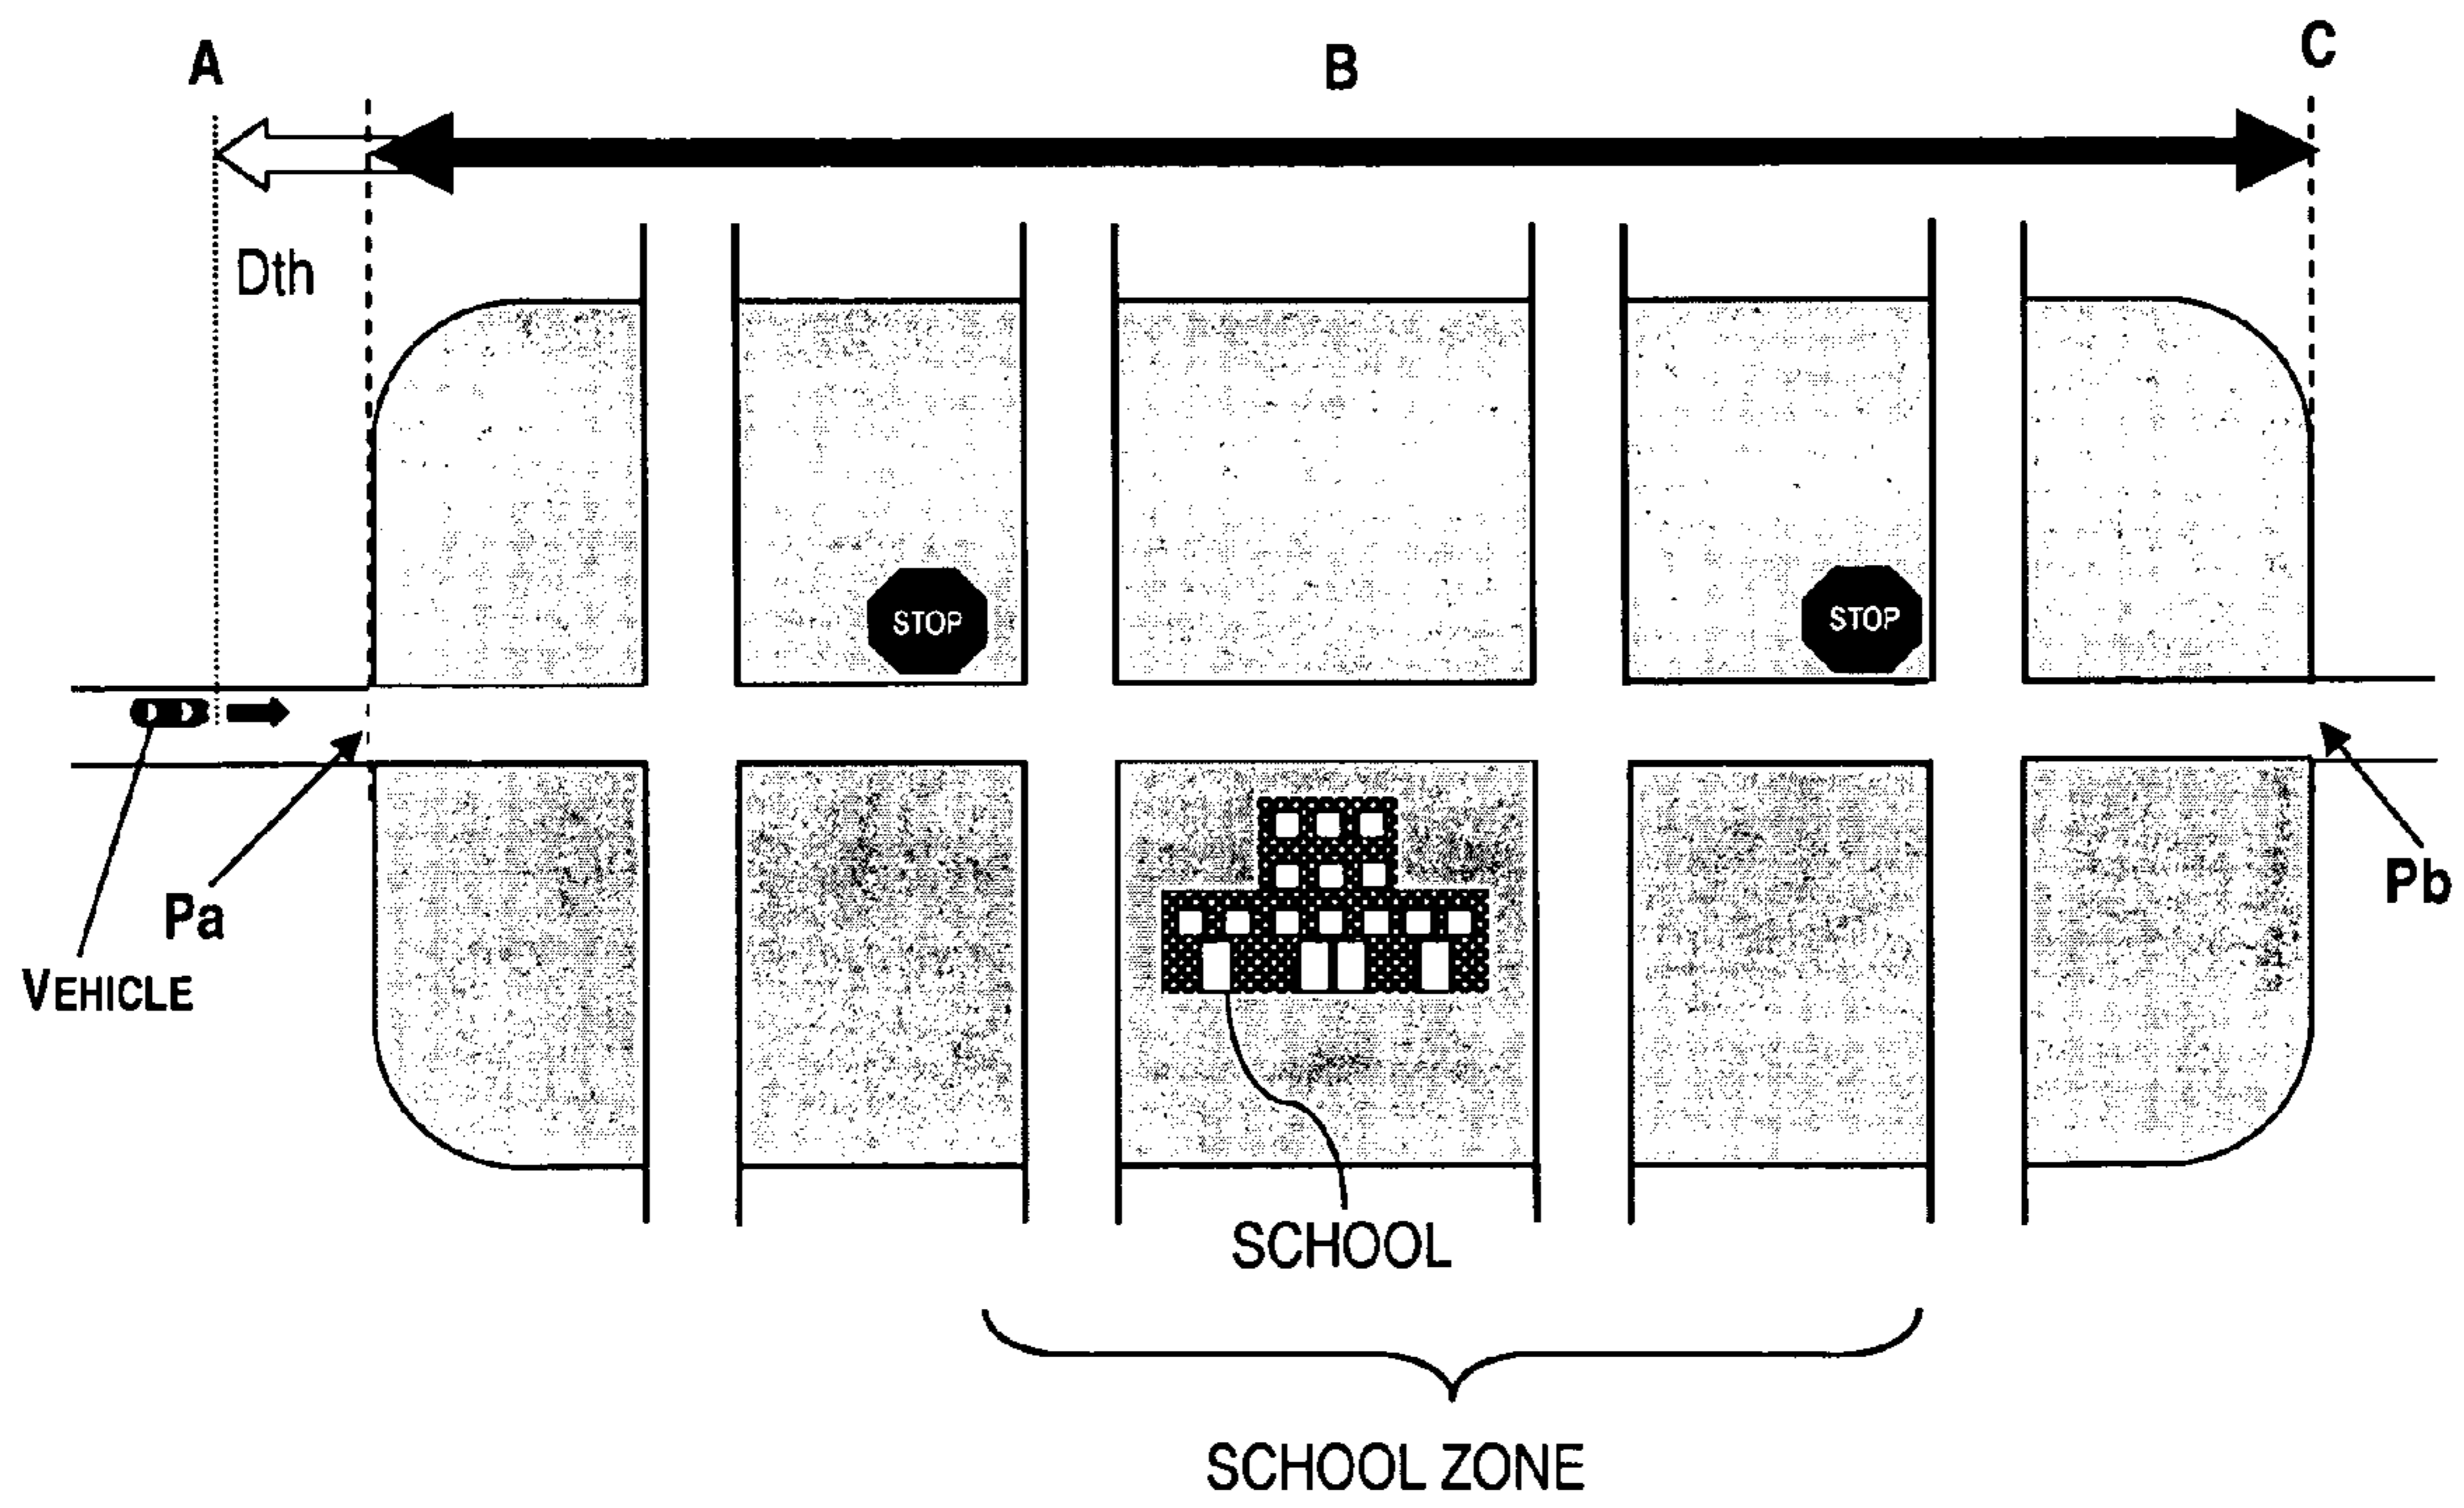 A
B
C
Dth
STOP
STOP
Pa
Pb
VEHICLE
SCHOOL
SCHOOL ZONE